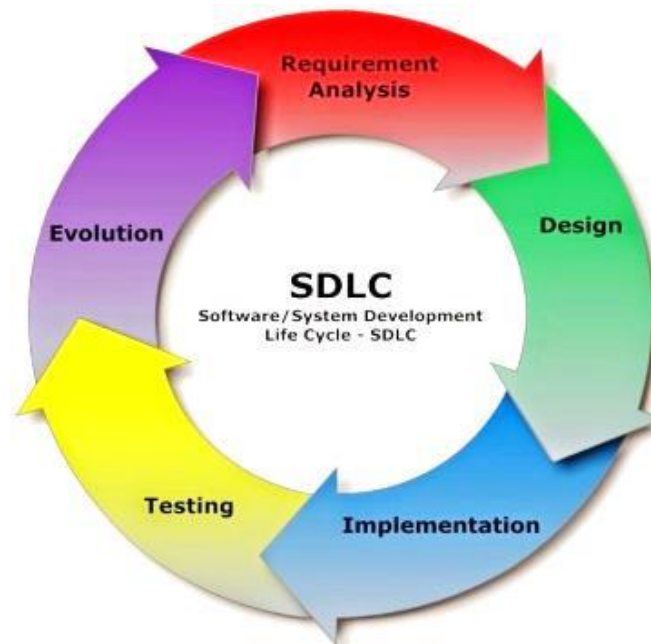 Requirement
Analysis
Design
Evolution
SDLC
Software/System Development
Life Cycle - SDLC
Testing
Implementation